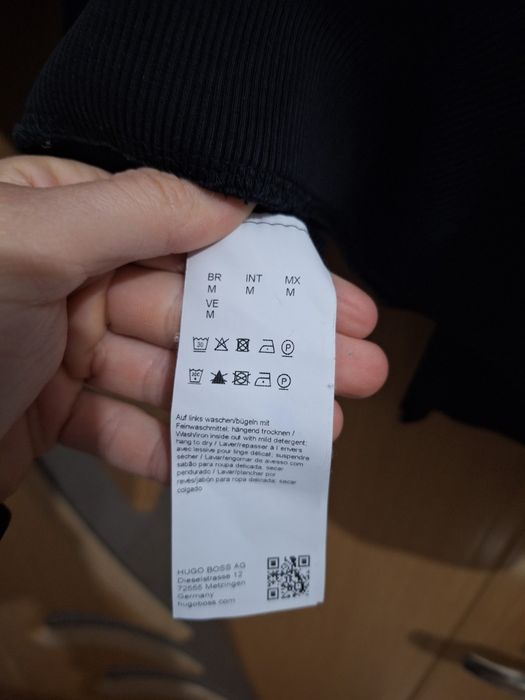 BR INT MX
M M M
VE
M
30 P
30C P
Auf links waschen/bügeln mit
Feinwaschmittel; hängend trocknen /
Wash/iron inside out with mild detergent;
hang to dry / Laver/repasser à l envers
avec lessive pour linge délicat; suspendre
sécher / Lavar/engomar de avesso com
sabão para roupa delicada; secar
pendurado / Lavar/planchar por
revés/jabón para ropa delicada; secar
colgado
HUGO BOSS AG
Dieselstrasse 12
72555 Metzingen
Germany
hugoboss.com